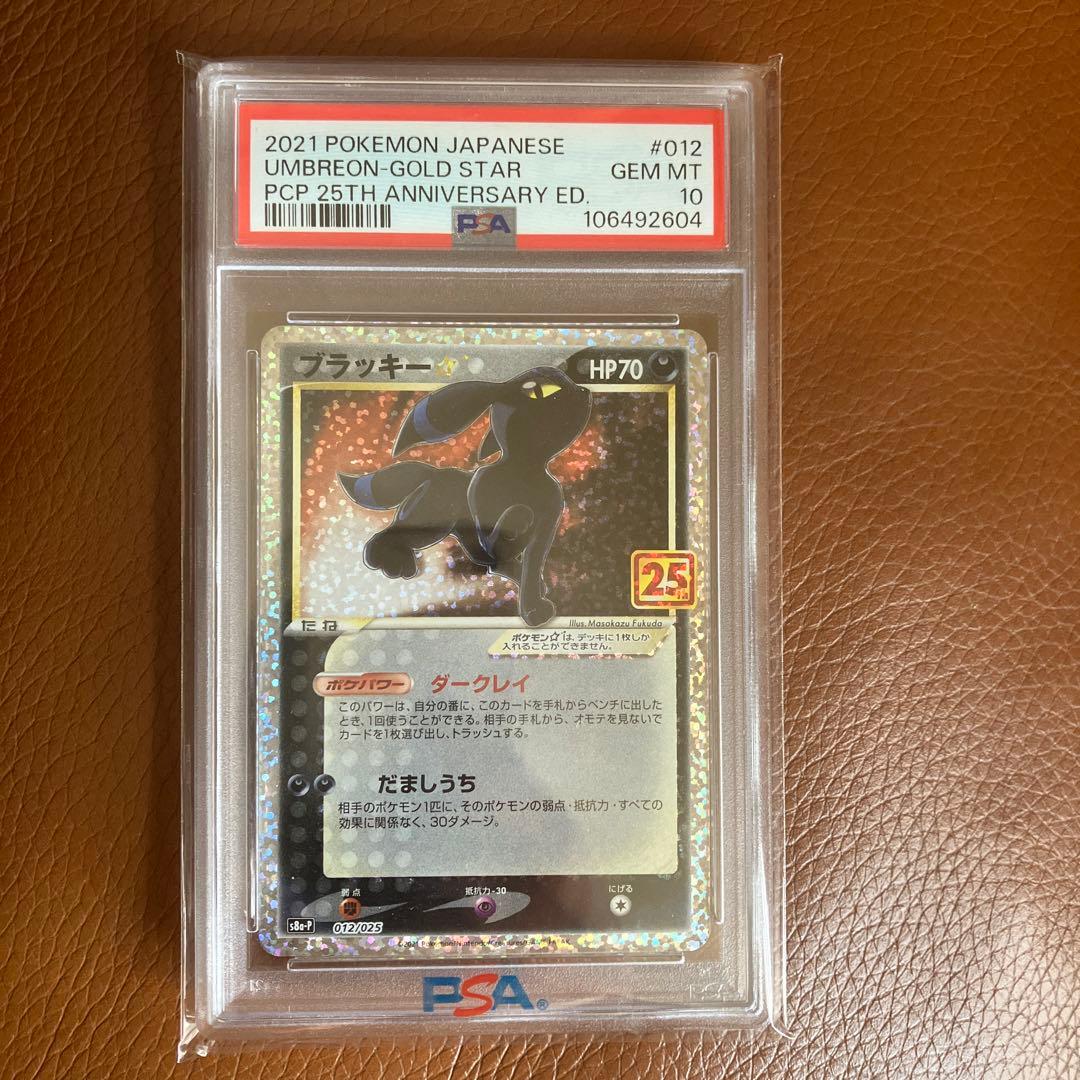 2021 POKEMON JAPANESE #012
UMBREON-GOLD STAR GEM MT
PCP 25TH ANNIVERSARY ED. 10
PSA 106492604
ブラッキー☆ HP70
25
Illus. Masakazu Fukuda
たね
ポケモン☆は、デッキに1枚しか
入れることができません。
ポケパワー ダークレイ
このパワーは、自分の番に、このカードを手札からベンチに出した
とき、1回使うことができる。相手の手札から、オモテを見ないで
カードを1枚選び出し、トラッシュする。
だましうち
相手のポケモン1匹に、そのポケモンの弱点・抵抗力・すべての
効果に関係なく、30ダメージ。
弱点 抵抗力-30 にげる
s8a-P 012/025
©2021 Pokémon/Nintendo/Creatures/
PSA®